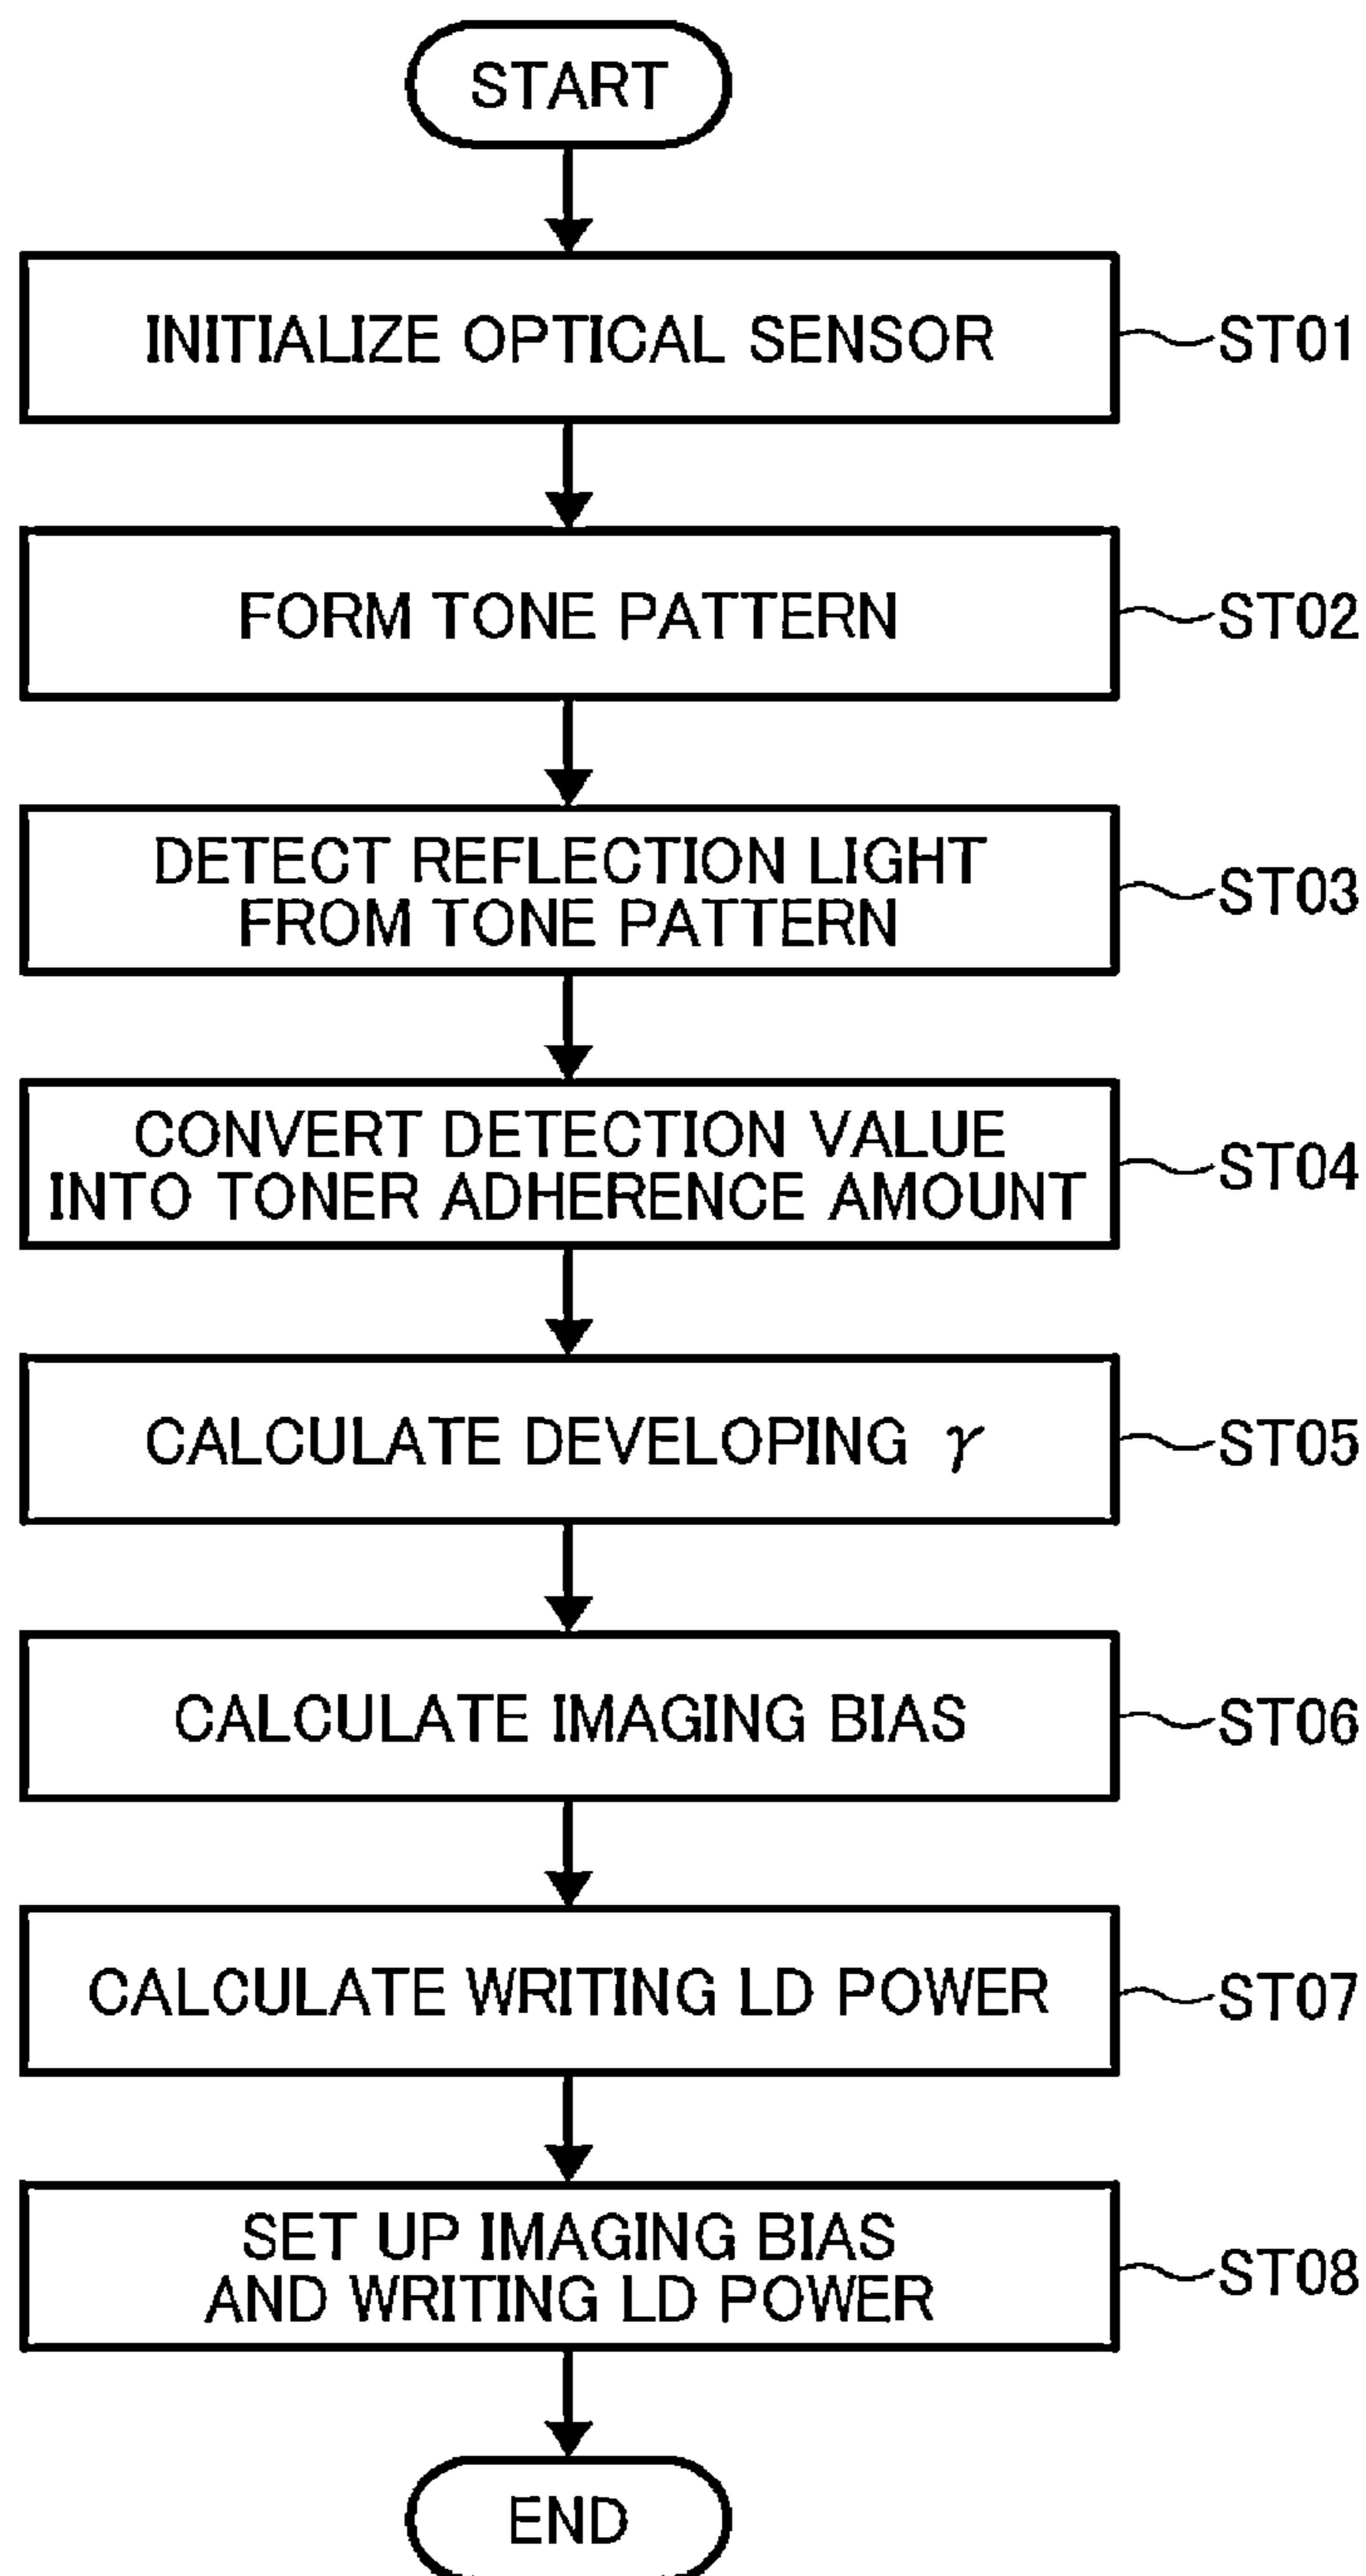 START
INITIALIZE OPTICAL SENSOR
ST01
FORM TONE PATTERN
ST02
DETECT REFLECTION LIGHT
FROM TONE PATTERN
ST03
CONVERT DETECTION VALUE
INTO TONER ADHERENCE AMOUNT
ST04
CALCULATE DEVELOPING γ
ST05
CALCULATE IMAGING BIAS
ST06
CALCULATE WRITING LD POWER
ST07
SET UP IMAGING BIAS
AND WRITING LD POWER
ST08
END